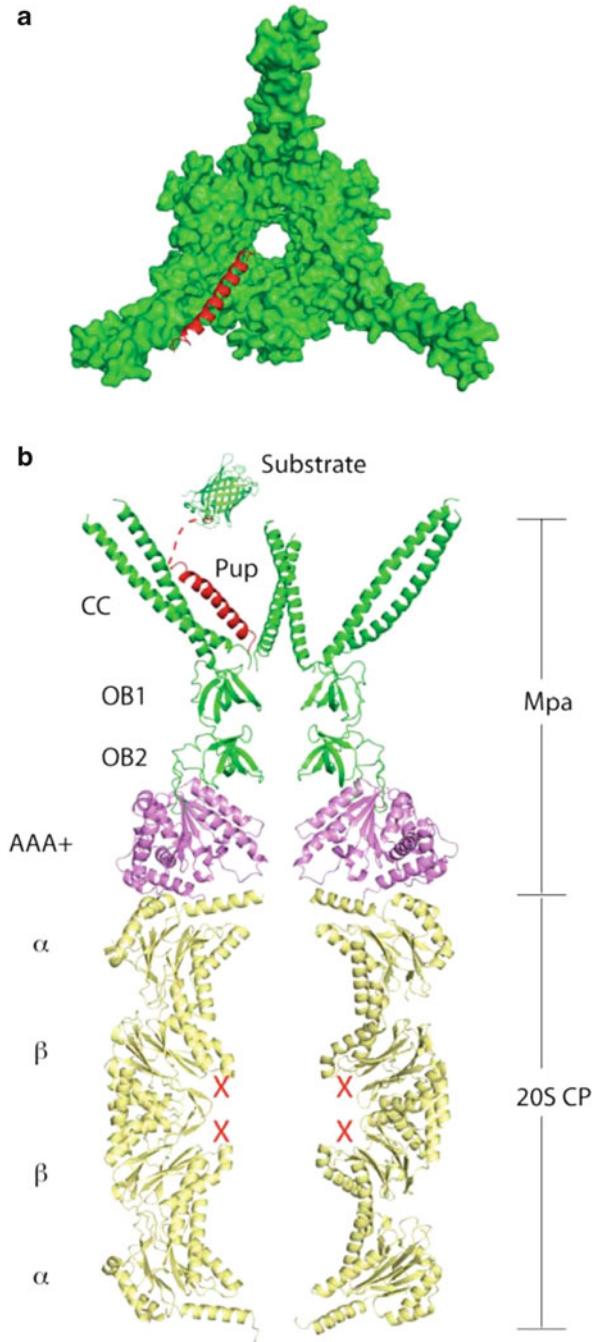 a
b
Substrate
Pup
CC
OB1
Mpa
OB2
AAA+
α
β
X X
20S CP
X X
β
α